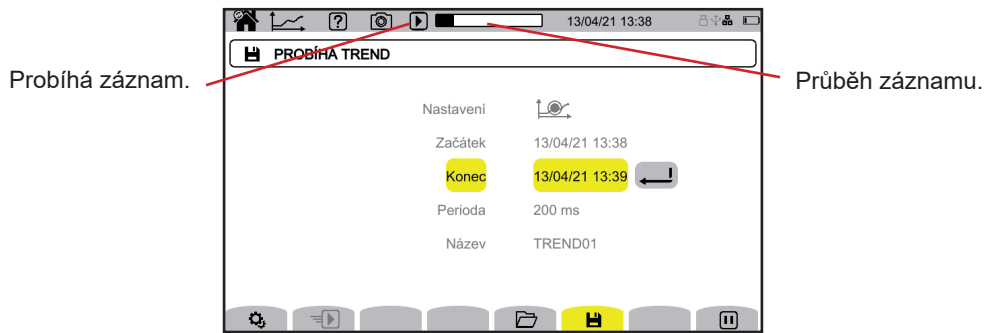 13/04/21 13:38
PROBÍHÁ TREND
Probíhá záznam.
Průběh záznamu.
Nastavení
Začátek 13/04/21 13:38
Konec 13/04/21 13:39
Perioda 200 ms
Název TREND01